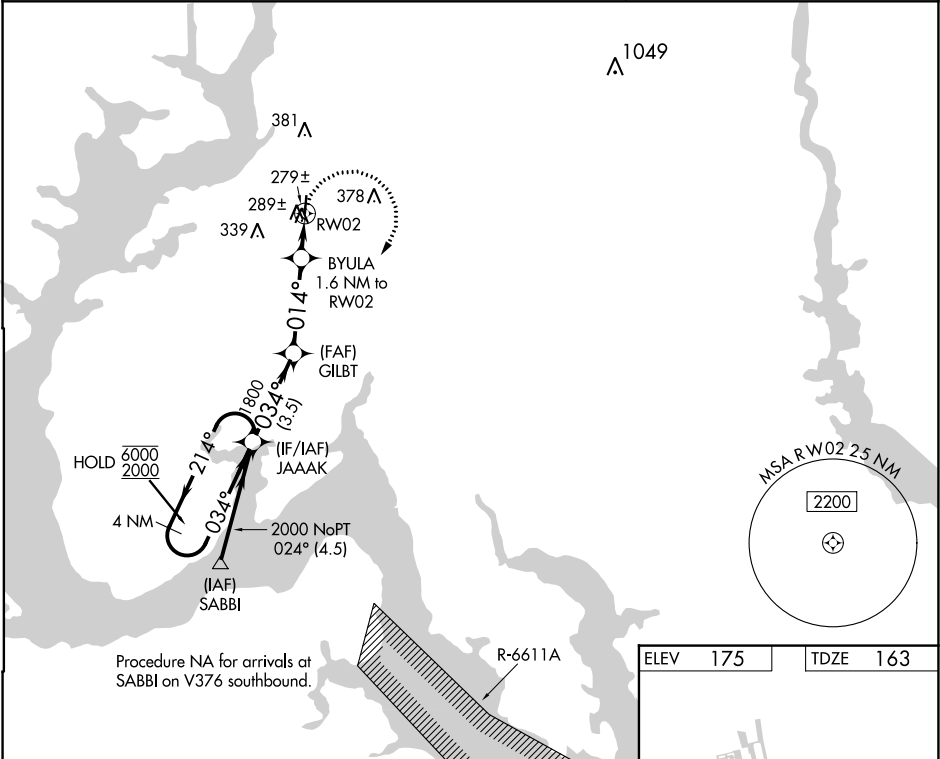 1049
381
279±
378
289±
RW02
339
BYULA
1.6 NM to
RW02
014°
(FAF)
GILBT
1800
034°
(3.5)
(IF/IAF)
JAAAK
HOLD 6000
2000
214°
034°
4 NM
2000 NoPT
024° (4.5)
(IAF)
SABBI
MSA RW02 25 NM
2200
Procedure NA for arrivals at
SABBI on V376 southbound.
R-6611A
ELEV 175
TDZE 163